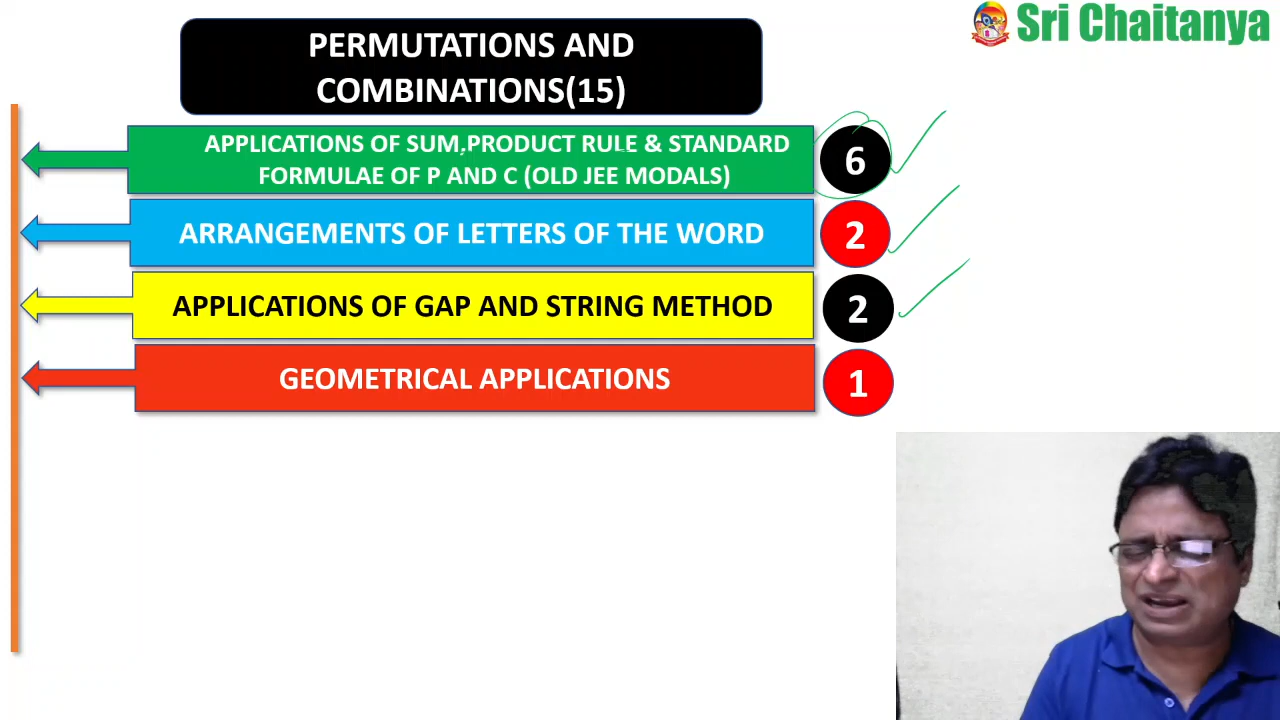 Sri Chaitanya
PERMUTATIONS AND
COMBINATIONS(15)
APPLICATIONS OF SUM,PRODUCT RULE & STANDARD
FORMULAE OF P AND C (OLD JEE MODALS)
6
ARRANGEMENTS OF LETTERS OF THE WORD
2
APPLICATIONS OF GAP AND STRING METHOD
2
GEOMETRICAL APPLICATIONS
1